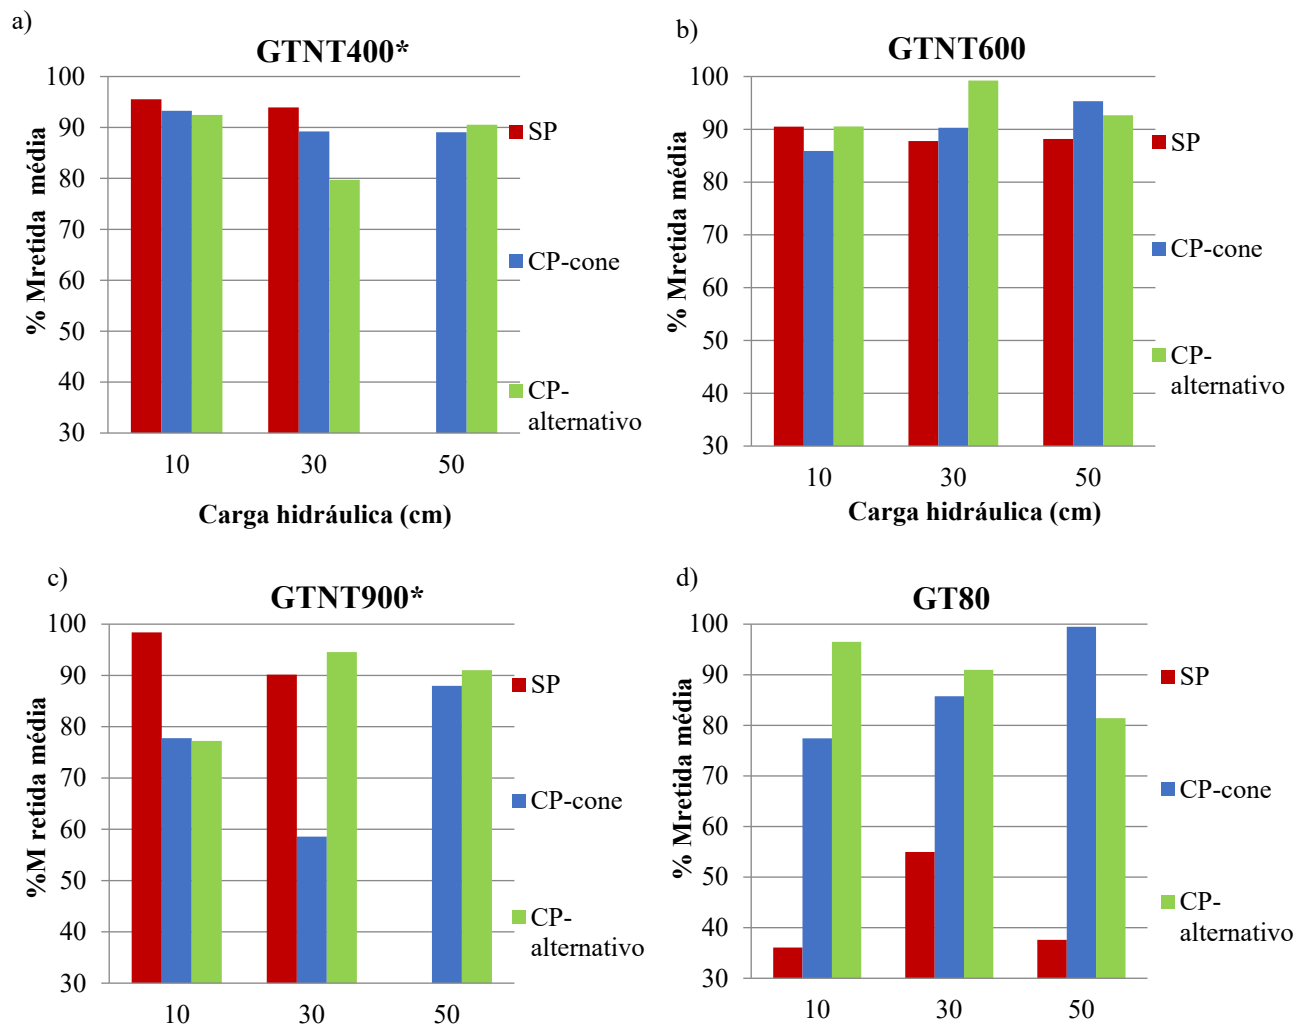 a)
GTNT400*
100
90
80
70
60
50
40
30
% Mretida média
10
30
50
Carga hidráulica (cm)
SP
CP-cone
CP-
alternativo
b)
GTNT600
100
90
80
70
60
50
40
30
% Mretida média
10
30
50
Carga hidráulica (cm)
SP
CP-cone
CP-
alternativo
c)
GTNT900*
100
90
80
70
60
50
40
30
%M retida média
10
30
50
SP
CP-cone
CP-
alternativo
d)
GT80
100
90
80
70
60
50
40
30
% Mretida média
10
30
50
SP
CP-cone
CP-
alternativo